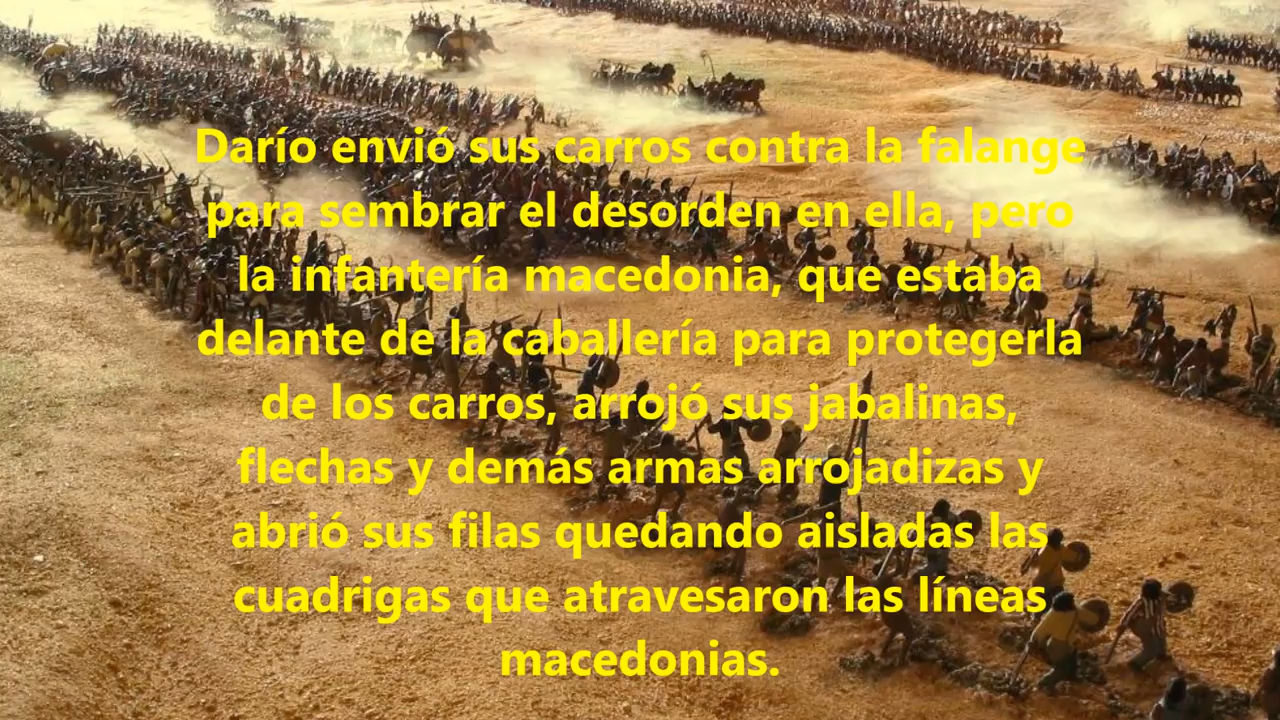 Darío envió sus carros contra la falange
para sembrar el desorden en ella, pero
la infantería macedonia, que estaba
delante de la caballería para protegerla
de los carros, arrojó sus jabalinas,
flechas y demás armas arrojadizas y
abrió sus filas quedando aisladas las
cuadrigas que atravesaron las líneas
macedonias.